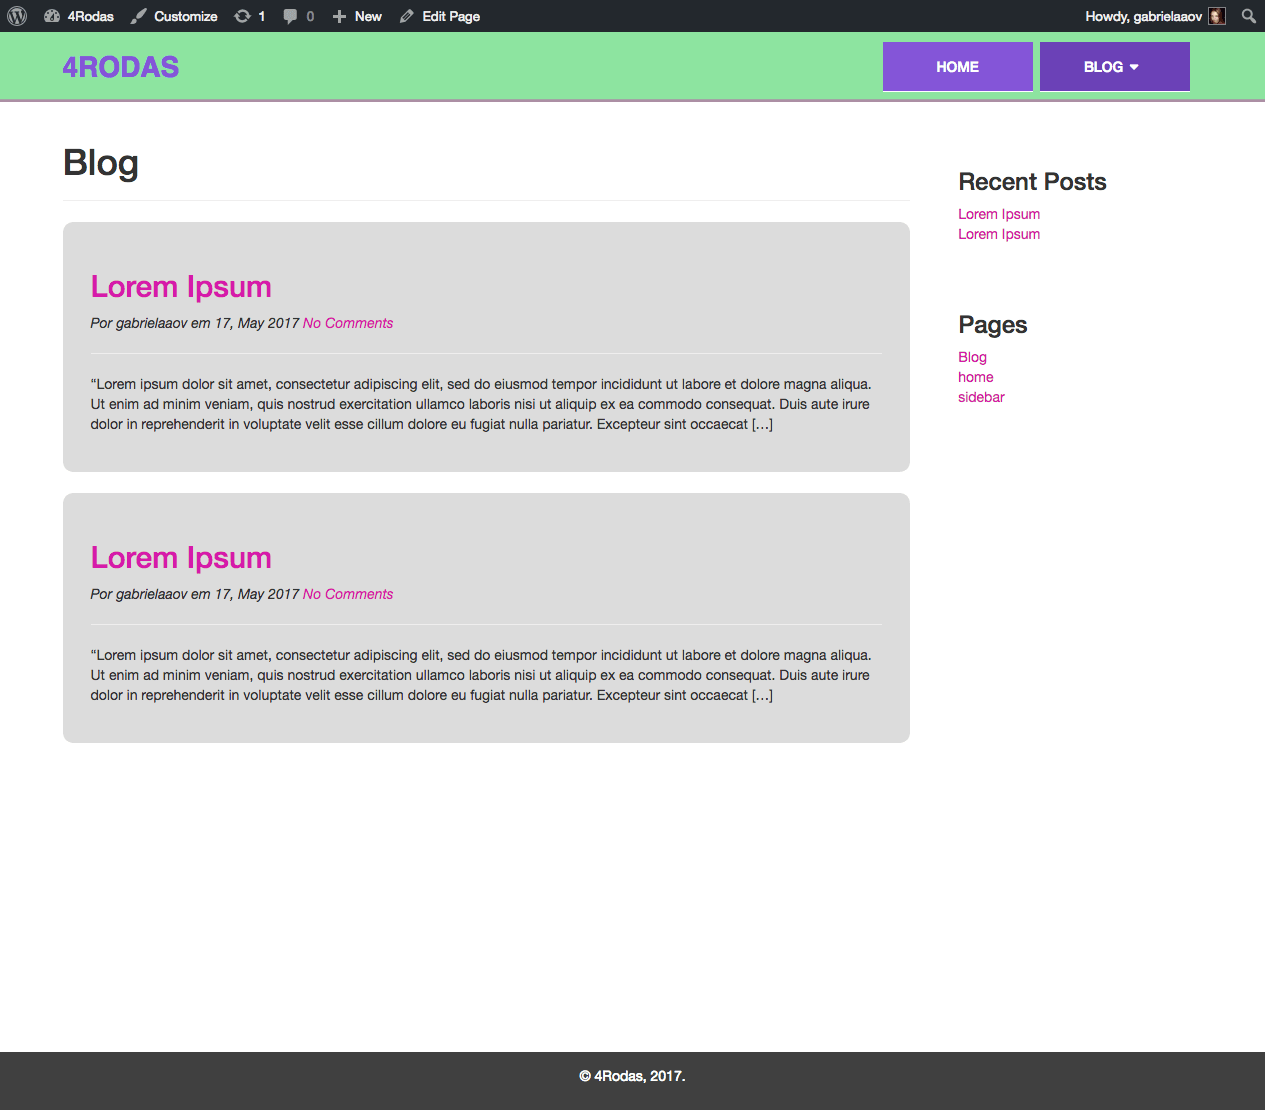 4Rodas Customize 1 0 New Edit Page Howdy, gabrielaaov
4RODAS HOME BLOG
Blog
Lorem Ipsum
Por gabrielaaov em 17, May 2017 No Comments
“Lorem ipsum dolor sit amet, consectetur adipiscing elit, sed do eiusmod tempor incididunt ut labore et dolore magna aliqua.
Ut enim ad minim veniam, quis nostrud exercitation ullamco laboris nisi ut aliquip ex ea commodo consequat. Duis aute irure
dolor in reprehenderit in voluptate velit esse cillum dolore eu fugiat nulla pariatur. Excepteur sint occaecat […]
Lorem Ipsum
Por gabrielaaov em 17, May 2017 No Comments
“Lorem ipsum dolor sit amet, consectetur adipiscing elit, sed do eiusmod tempor incididunt ut labore et dolore magna aliqua.
Ut enim ad minim veniam, quis nostrud exercitation ullamco laboris nisi ut aliquip ex ea commodo consequat. Duis aute irure
dolor in reprehenderit in voluptate velit esse cillum dolore eu fugiat nulla pariatur. Excepteur sint occaecat […]
Recent Posts
Lorem Ipsum
Lorem Ipsum
Pages
Blog
home
sidebar
© 4Rodas, 2017.